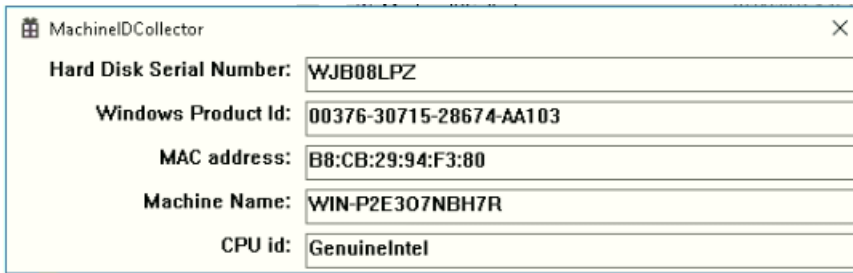 MachineIDCollector
Hard Disk Serial Number: WJB08LPZ
Windows Product Id: 00376-30715-28674-AA103
MAC address: B8:CB:29:94:F3:80
Machine Name: WIN-P2E3O7NBH7R
CPU id: GenuineIntel